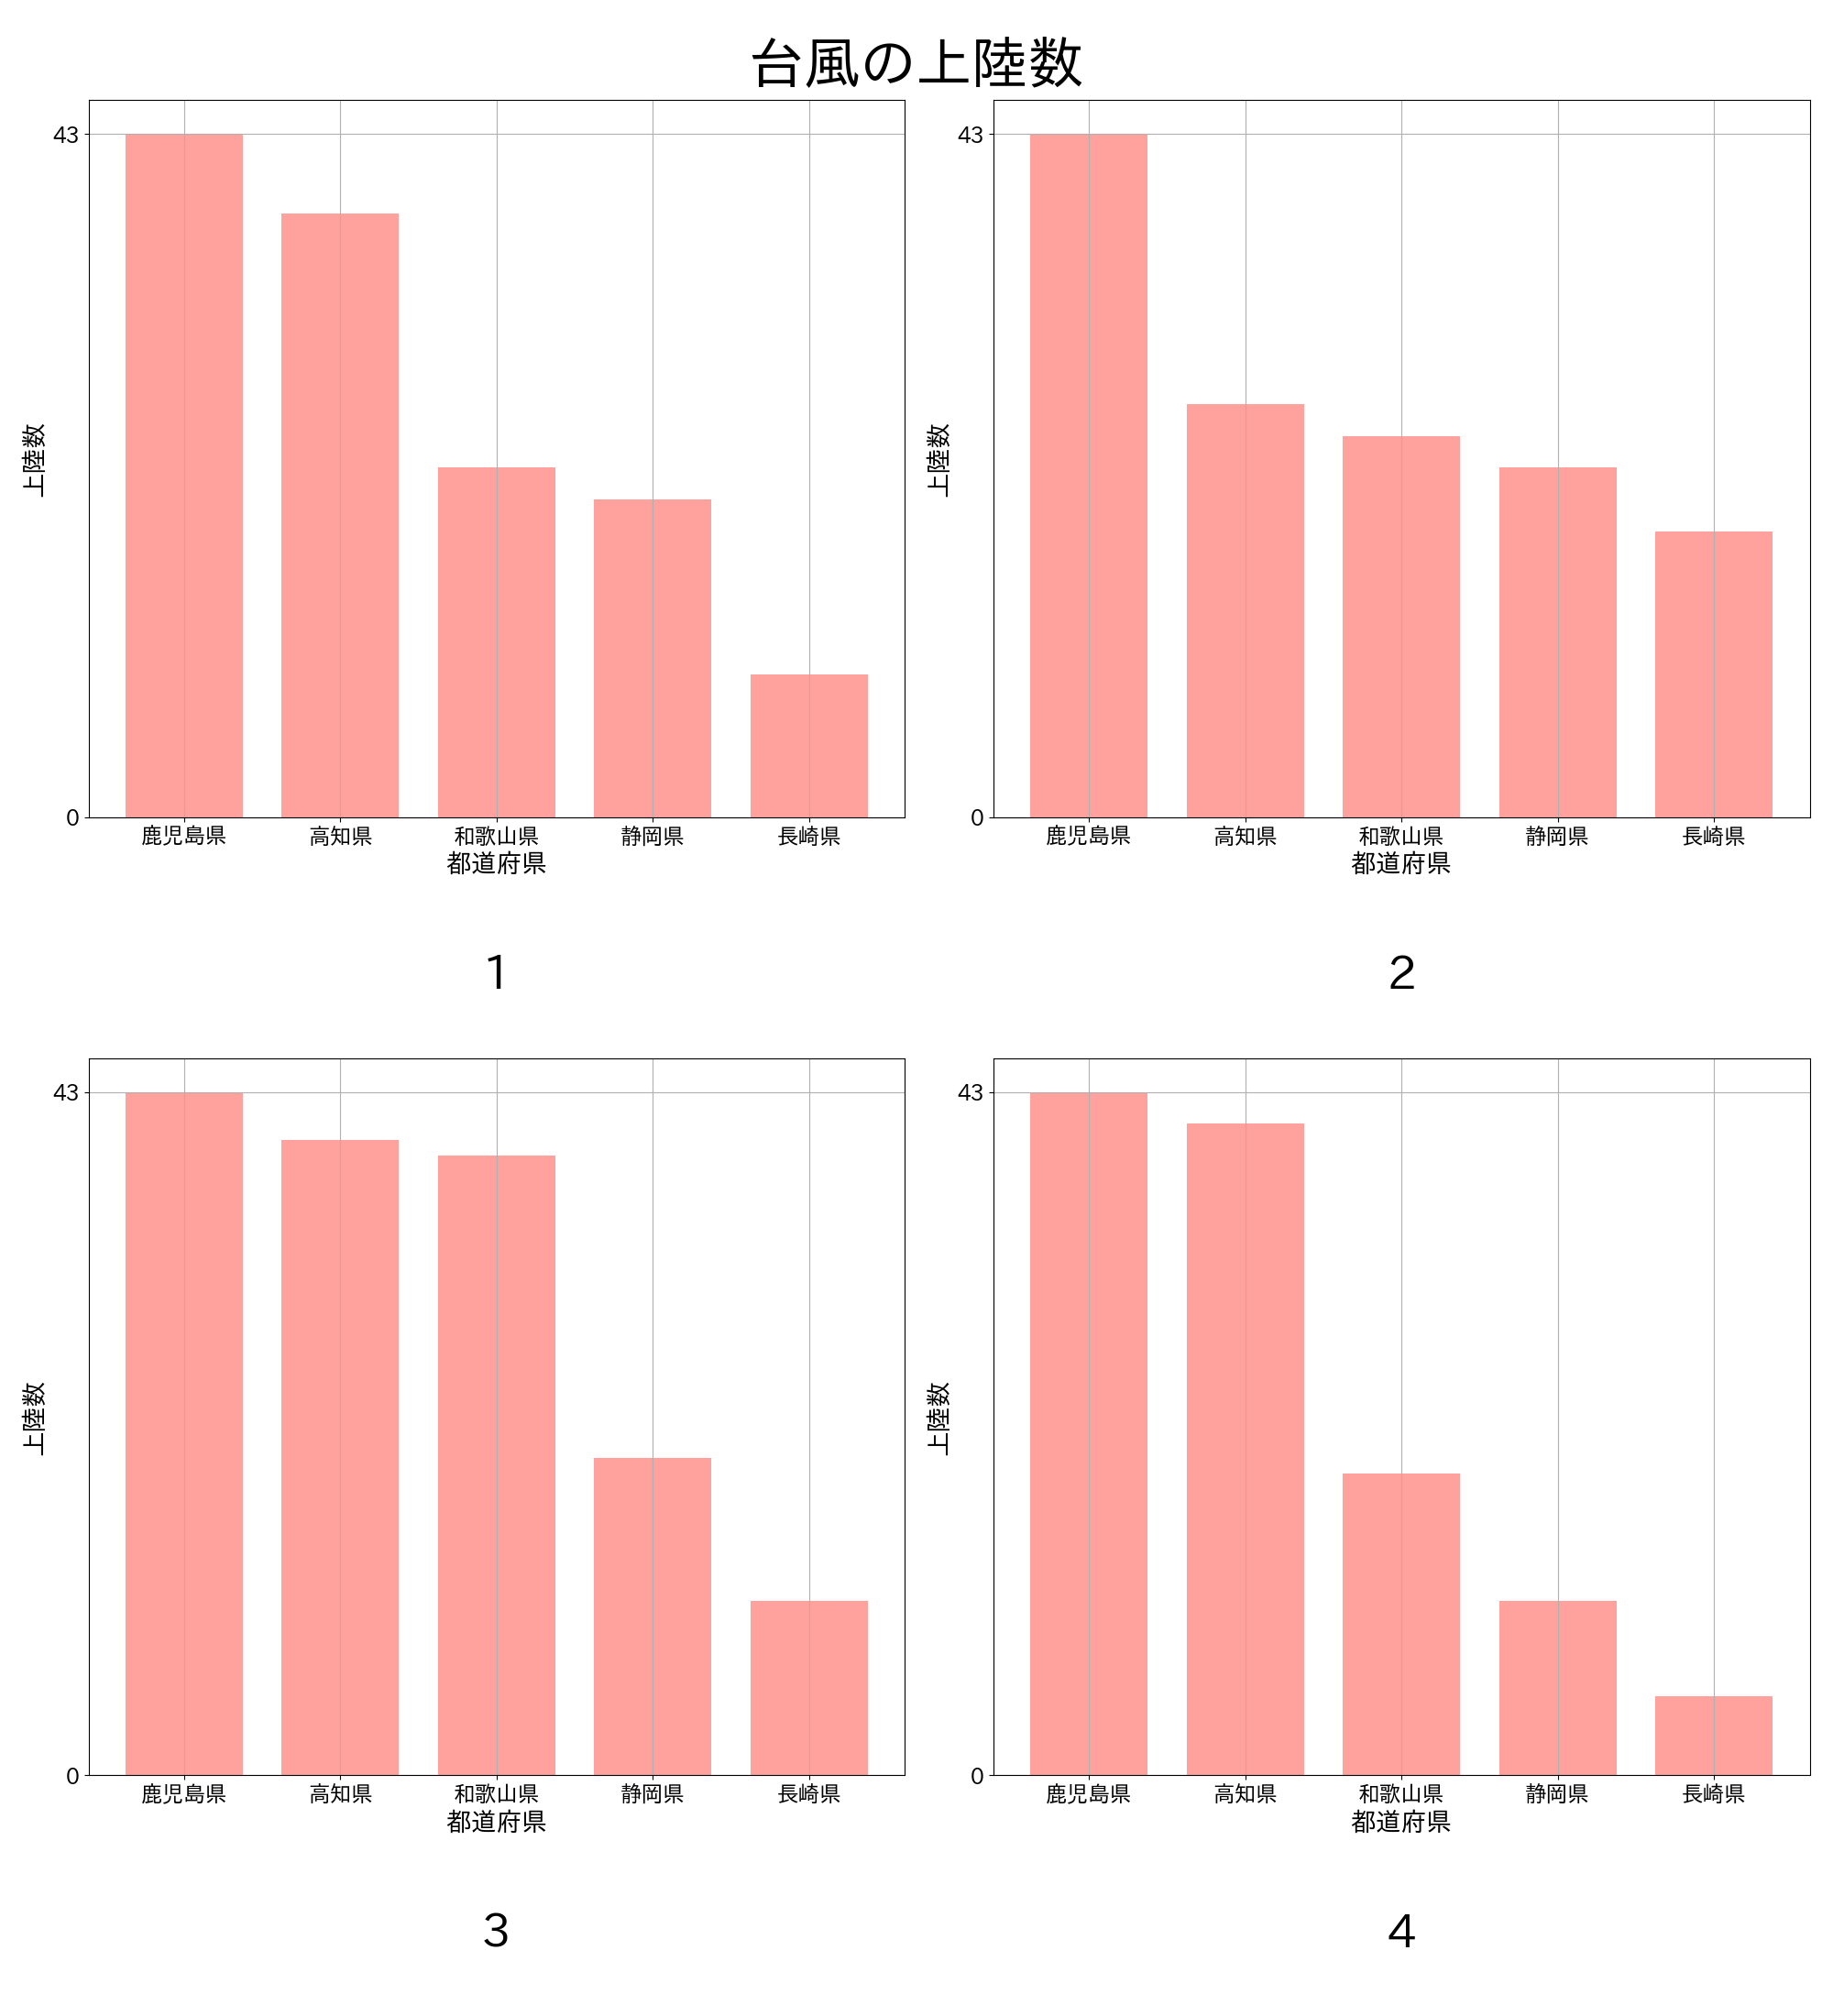 台風の上陸数
43
0
上陸数
鹿児島県 高知県 和歌山県 静岡県 長崎県
都道府県
1
43
0
上陸数
鹿児島県 高知県 和歌山県 静岡県 長崎県
都道府県
2
43
0
上陸数
鹿児島県 高知県 和歌山県 静岡県 長崎県
都道府県
3
43
0
上陸数
鹿児島県 高知県 和歌山県 静岡県 長崎県
都道府県
4